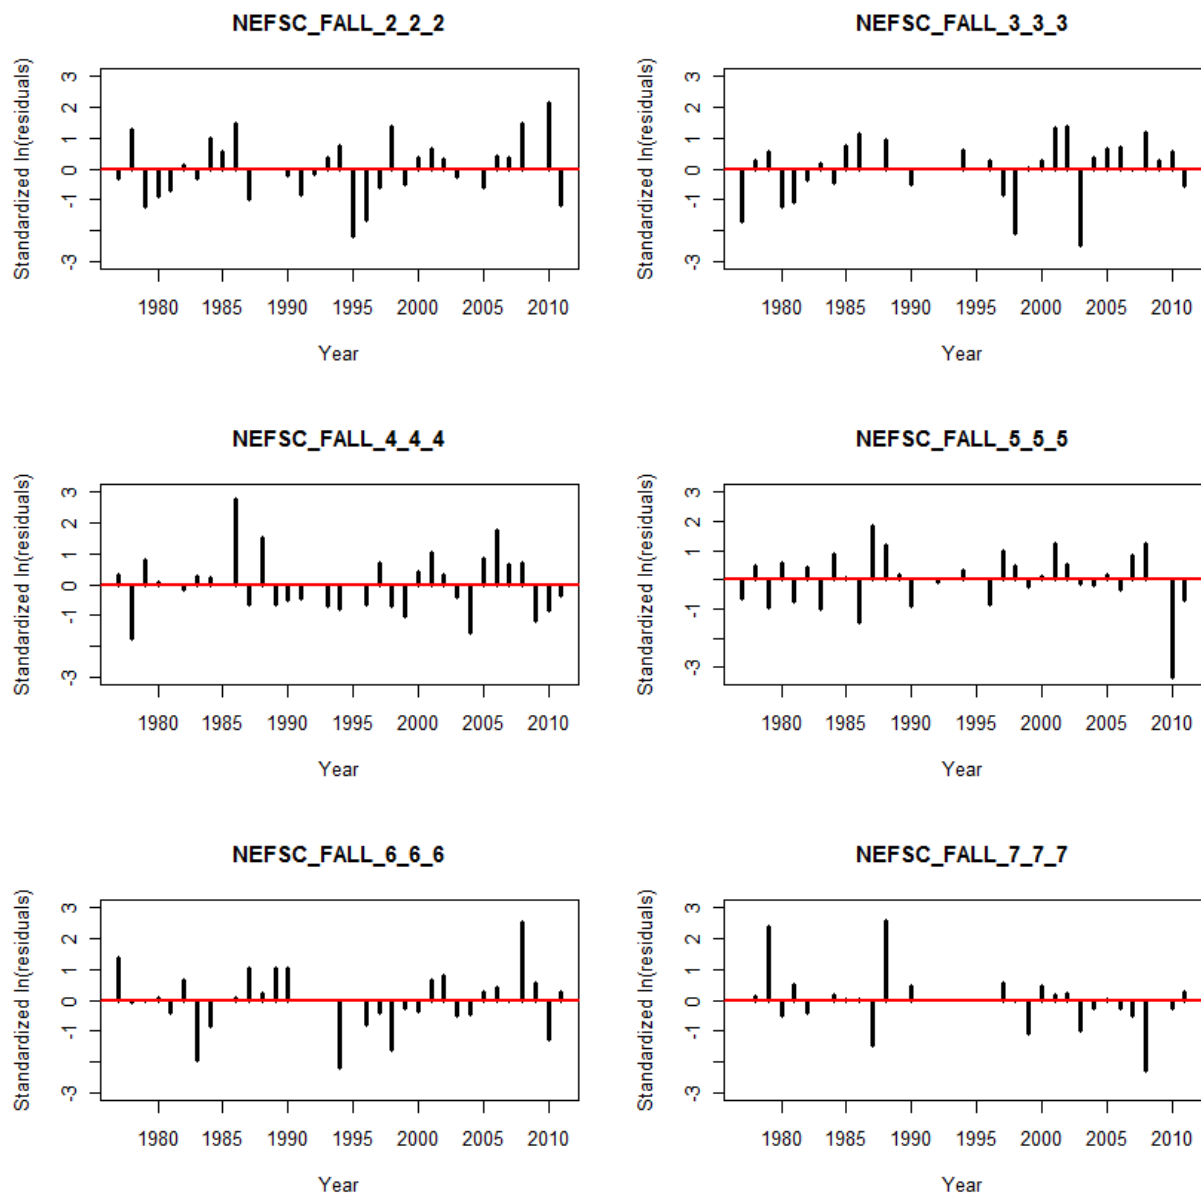 NEFSC_FALL_2_2_2
Standardized ln(residuals)
3
2
1
0
-1
-3
1980 1985 1990 1995 2000 2005 2010
Year
NEFSC_FALL_3_3_3
Standardized ln(residuals)
3
2
1
0
-1
-3
1980 1985 1990 1995 2000 2005 2010
Year
NEFSC_FALL_4_4_4
Standardized ln(residuals)
3
2
1
0
-1
-3
1980 1985 1990 1995 2000 2005 2010
Year
NEFSC_FALL_5_5_5
Standardized ln(residuals)
3
2
1
0
-1
-3
1980 1985 1990 1995 2000 2005 2010
Year
NEFSC_FALL_6_6_6
Standardized ln(residuals)
3
2
1
0
-1
-3
1980 1985 1990 1995 2000 2005 2010
Year
NEFSC_FALL_7_7_7
Standardized ln(residuals)
3
2
1
0
-1
-3
1980 1985 1990 1995 2000 2005 2010
Year